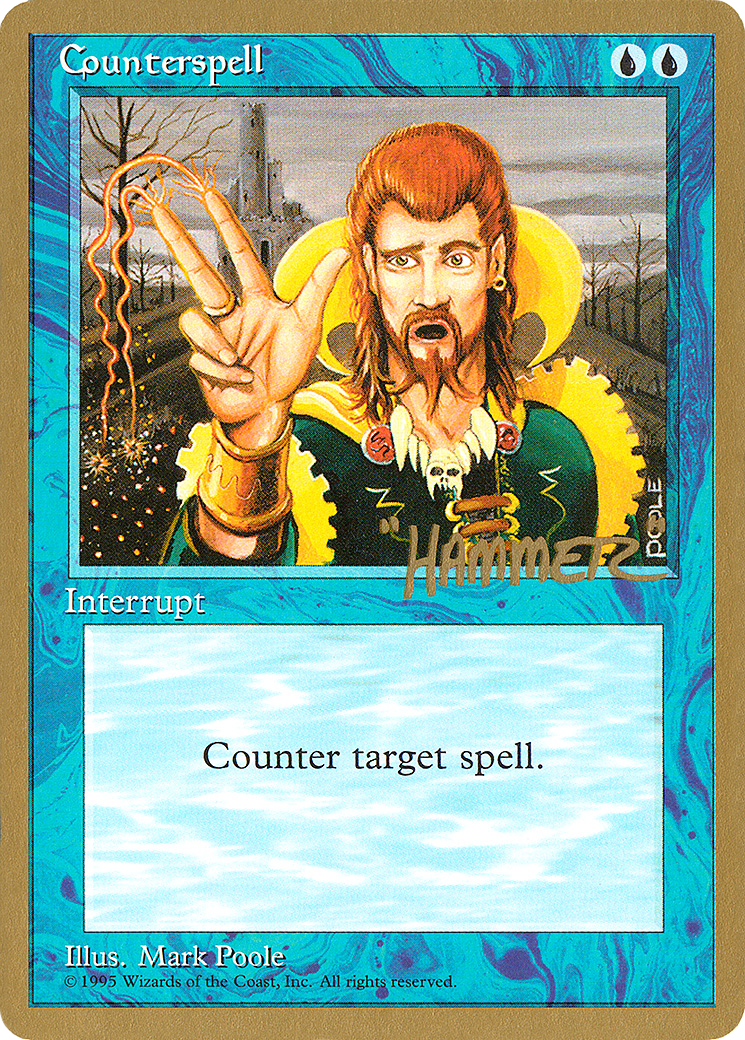 Counterspell
POOLE
"HAMMER"
Interrupt
Counter target spell.
Illus. Mark Poole
© 1995 Wizards of the Coast, Inc. All rights reserved.